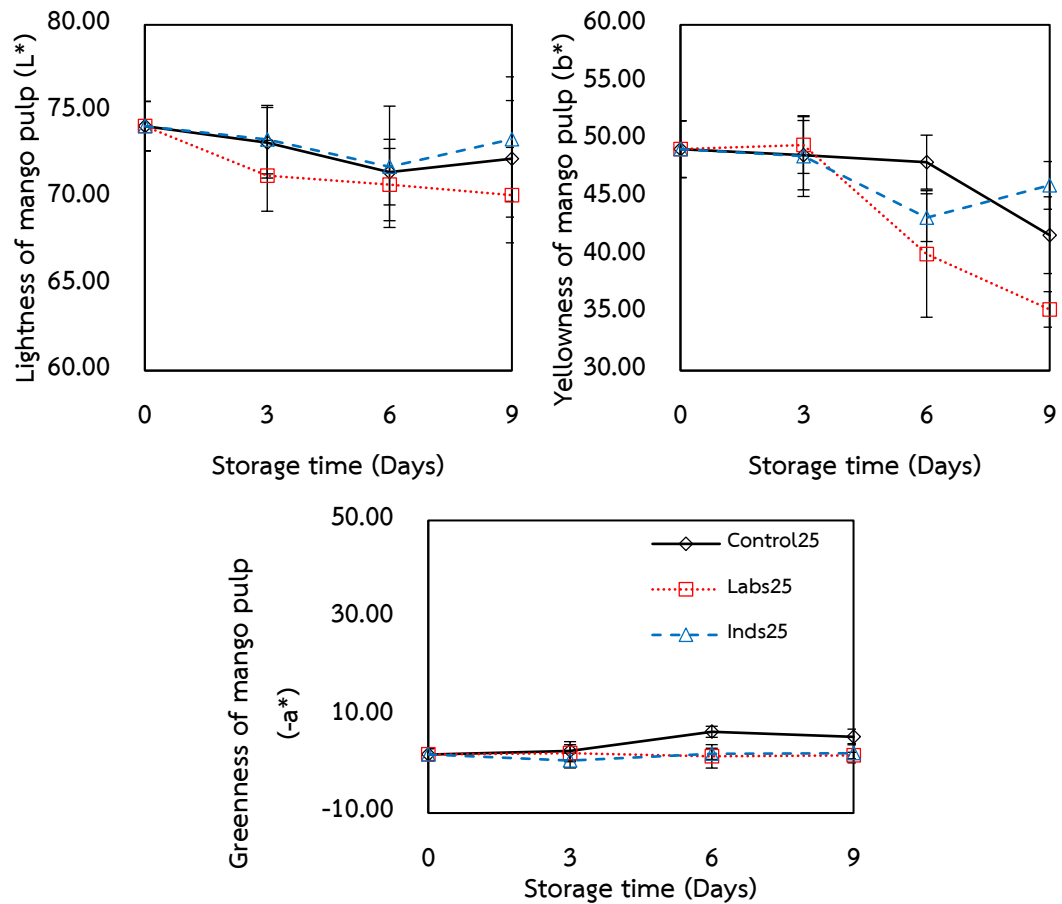 Lightness of mango pulp (L*)
80.00
75.00
70.00
65.00
60.00
0 3 6 9
Storage time (Days)
Yellowness of mango pulp (b*)
60.00
55.00
50.00
45.00
40.00
35.00
30.00
0 3 6 9
Storage time (Days)
Greenness of mango pulp
(-a*)
50.00
30.00
10.00
-10.00
Control25
Labs25
Inds25
0 3 6 9
Storage time (Days)